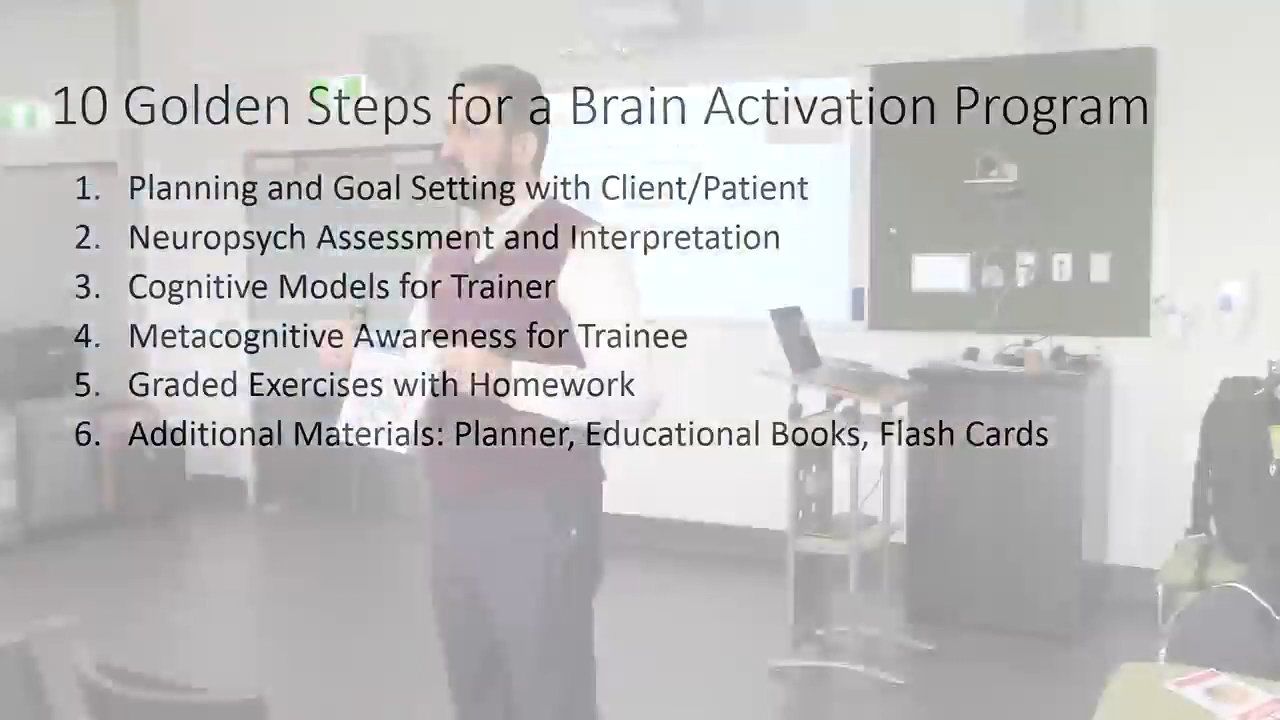 10 Golden Steps for a Brain Activation Program
1. Planning and Goal Setting with Client/Patient
2. Neuropsych Assessment and Interpretation
3. Cognitive Models for Trainer
4. Metacognitive Awareness for Trainee
5. Graded Exercises with Homework
6. Additional Materials: Planner, Educational Books, Flash Cards